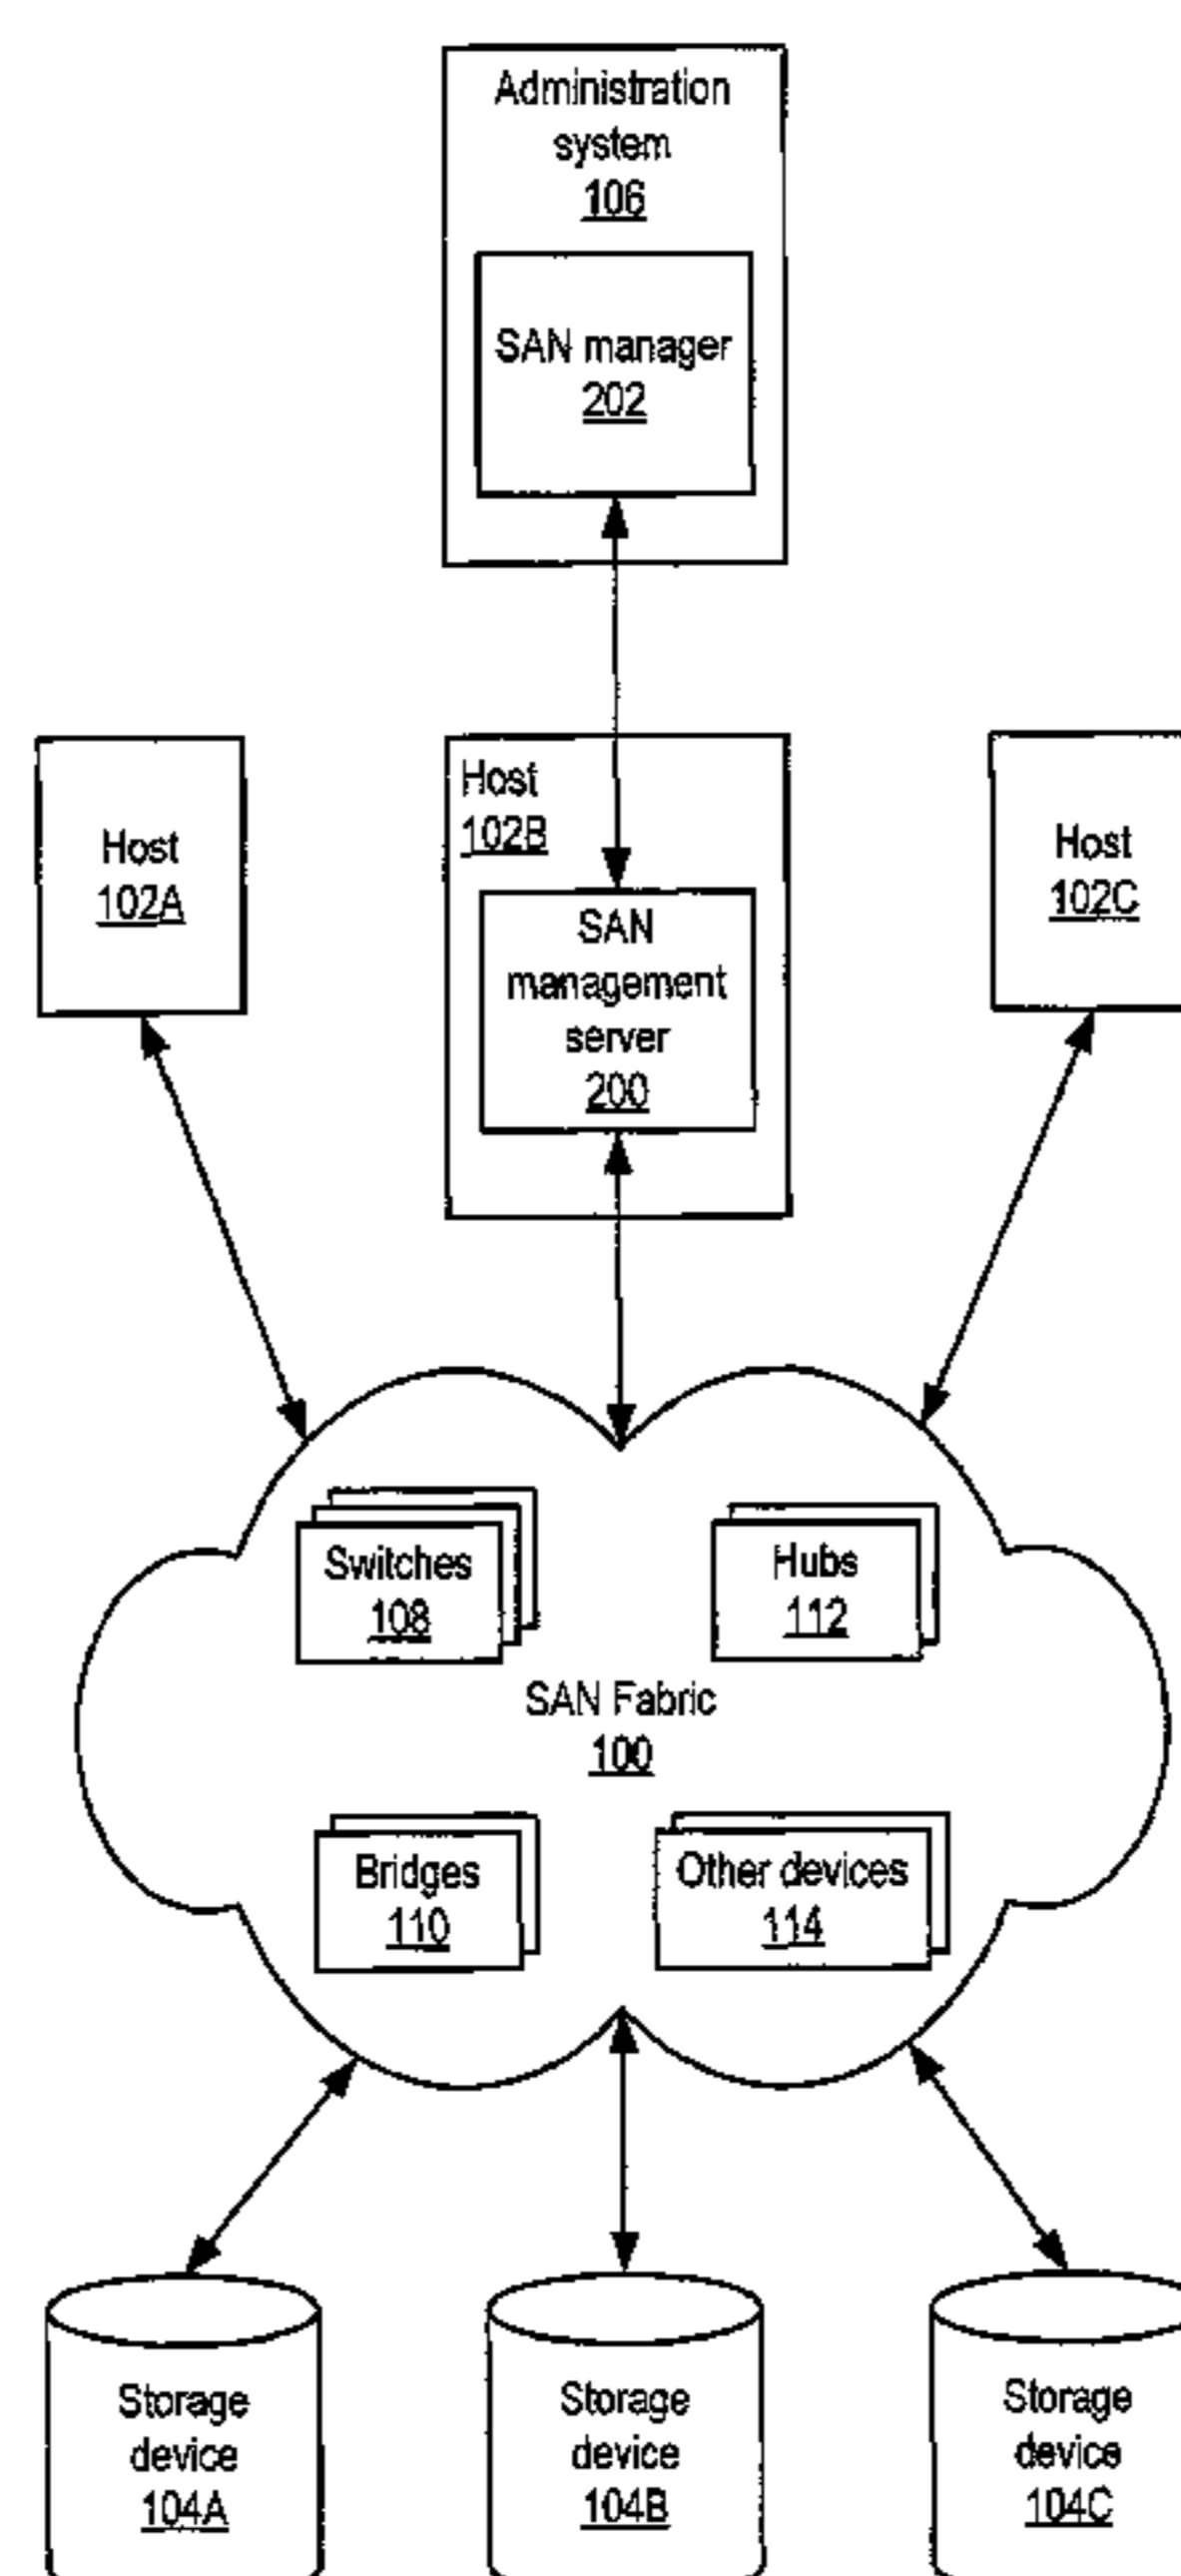 Administration
system
106
SAN manager
202
Host
102A
Host
102B
SAN
management
server
200
Host
102C
Switches
108
Hubs
112
SAN Fabric
100
Bridges
110
Other devices
114
Storage
device
104A
Storage
device
104B
Storage
device
104C